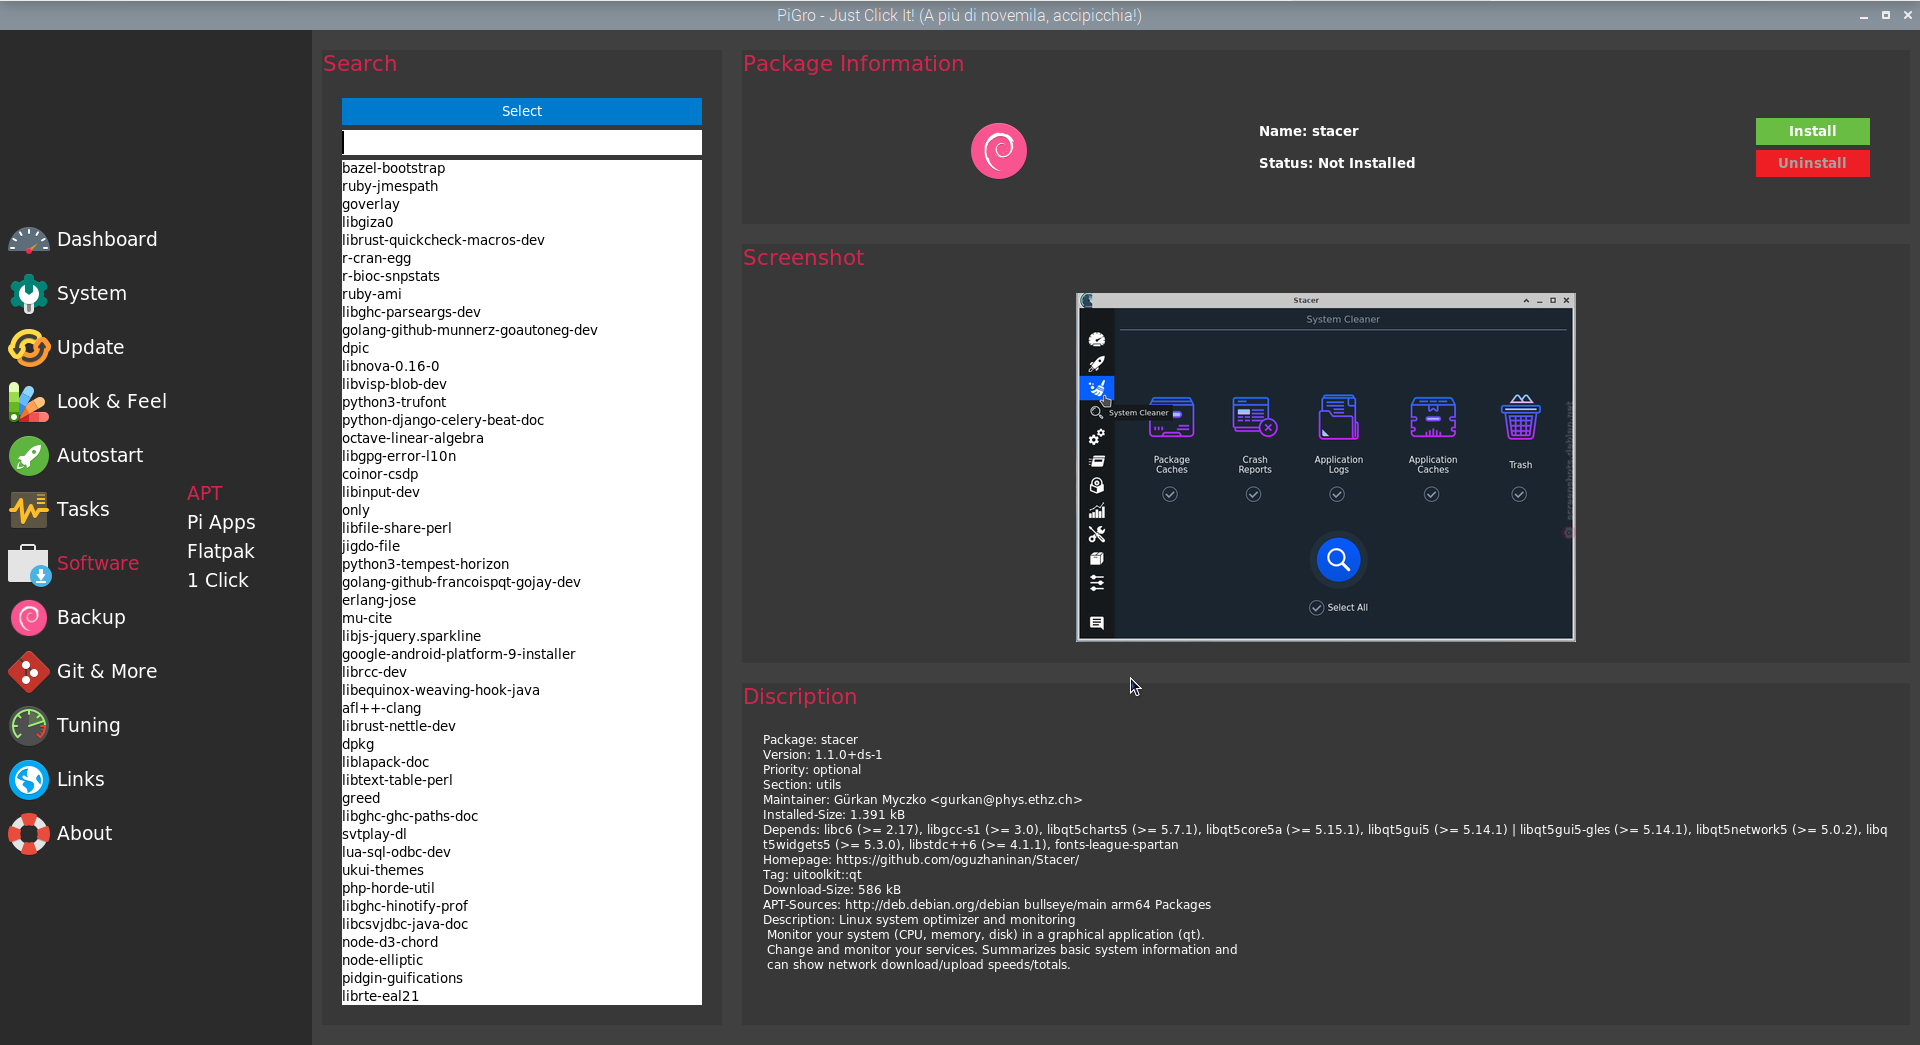 PiGro - Just Click It! (A più di novemila, accipicchia!)
Dashboard
System
Update
Look & Feel
Autostart
Tasks
Software
Backup
Git & More
Tuning
Links
About
APT
Pi Apps
Flatpak
1 Click
Search
Select
bazel-bootstrap
ruby-jmespath
goverlay
libgiza0
librust-quickcheck-macros-dev
r-cran-egg
r-bioc-snpstats
ruby-ami
libghc-parseargs-dev
golang-github-munnerz-goautoneg-dev
dpic
libnova-0.16-0
libvisp-blob-dev
python3-trufont
python-django-celery-beat-doc
octave-linear-algebra
libgpg-error-l10n
coinor-csdp
libinput-dev
only
libfile-share-perl
jigdo-file
python3-tempest-horizon
golang-github-francoispqt-gojay-dev
erlang-jose
mu-cite
libjs-jquery.sparkline
google-android-platform-9-installer
librcc-dev
libequinox-weaving-hook-java
afl++-clang
librust-nettle-dev
dpkg
liblapack-doc
libtext-table-perl
greed
libghc-ghc-paths-doc
svtplay-dl
lua-sql-odbc-dev
ukui-themes
php-horde-util
libghc-hinotify-prof
libcsvjdbc-java-doc
node-d3-chord
node-elliptic
pidgin-guifications
librte-eal21
Package Information
Name: stacer
Status: Not Installed
Install
Uninstall
Screenshot
Stacer
System Cleaner
System Cleaner
Package
Caches
Crash
Reports
Application
Logs
Application
Caches
Trash
Select All
Discription
Package: stacer
Version: 1.1.0+ds-1
Priority: optional
Section: utils
Maintainer: Gürkan Myczko <gurkan@phys.ethz.ch>
Installed-Size: 1.391 kB
Depends: libc6 (>= 2.17), libgcc-s1 (>= 3.0), libqt5charts5 (>= 5.7.1), libqt5core5a (>= 5.15.1), libqt5gui5 (>= 5.14.1) | libqt5gui5-gles (>= 5.14.1), libqt5network5 (>= 5.0.2), libq
t5widgets5 (>= 5.3.0), libstdc++6 (>= 4.1.1), fonts-league-spartan
Homepage: https://github.com/oguzhaninan/Stacer/
Tag: uitoolkit::qt
Download-Size: 586 kB
APT-Sources: http://deb.debian.org/debian bullseye/main arm64 Packages
Description: Linux system optimizer and monitoring
Monitor your system (CPU, memory, disk) in a graphical application (qt).
Change and monitor your services. Summarizes basic system information and
can show network download/upload speeds/totals.